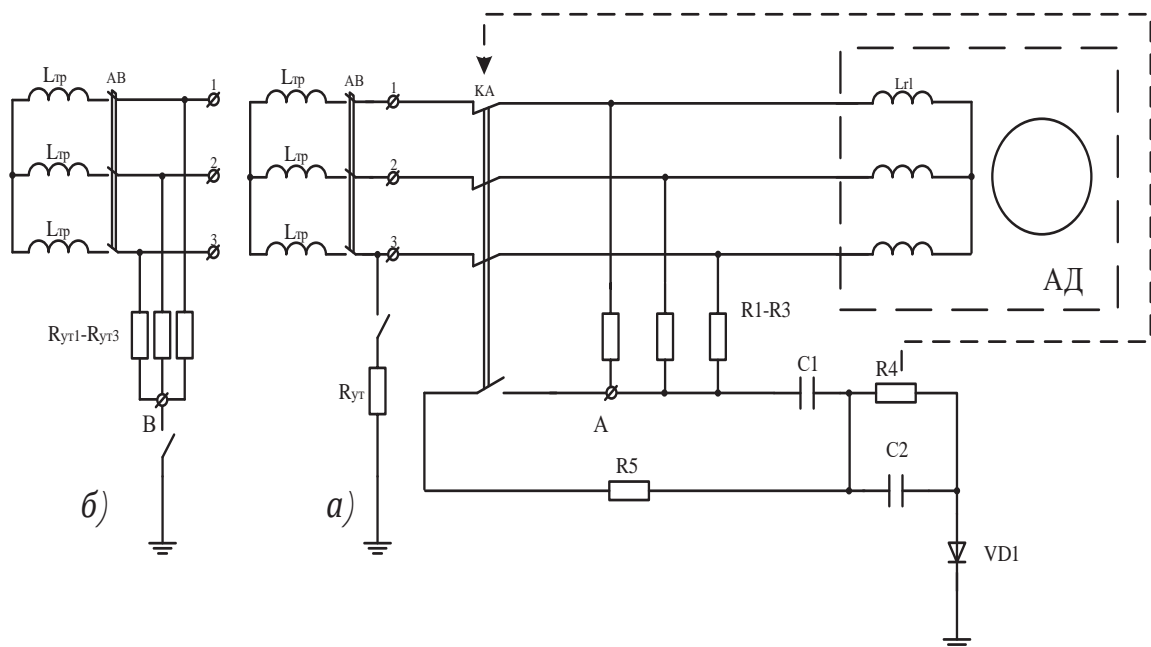 Lтр
АВ
1
Lтр
2
Lтр
3
Rут1-Rут3
В
б)
Lтр
АВ
1
Lтр
2
Lтр
3
Rут
а)
КА
Lrl
АД
R1-R3
А
C1
R4
R5
C2
VD1